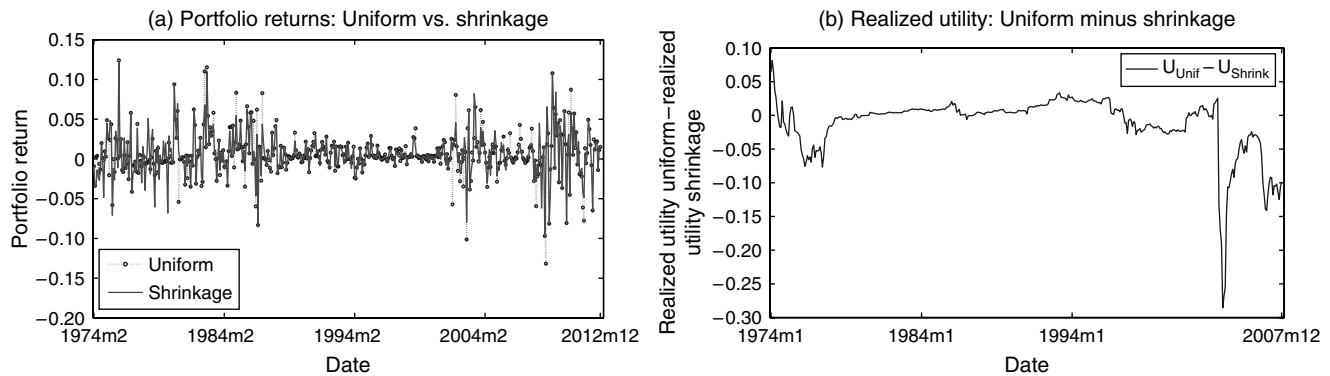 (a) Portfolio returns: Uniform vs. shrinkage
0.15
0.10
0.05
0
−0.05
−0.10
−0.15
−0.20
Portfolio return
Uniform
Shrinkage
1974m2
1984m2
1994m2
2004m2
2012m12
Date
(b) Realized utility: Uniform minus shrinkage
0.10
0.05
0
−0.05
−0.10
−0.15
−0.20
−0.25
−0.30
Realized utility uniform−realized
utility shrinkage
U_Unif − U_Shrink
1974m1
1984m1
1994m1
2007m12
Date